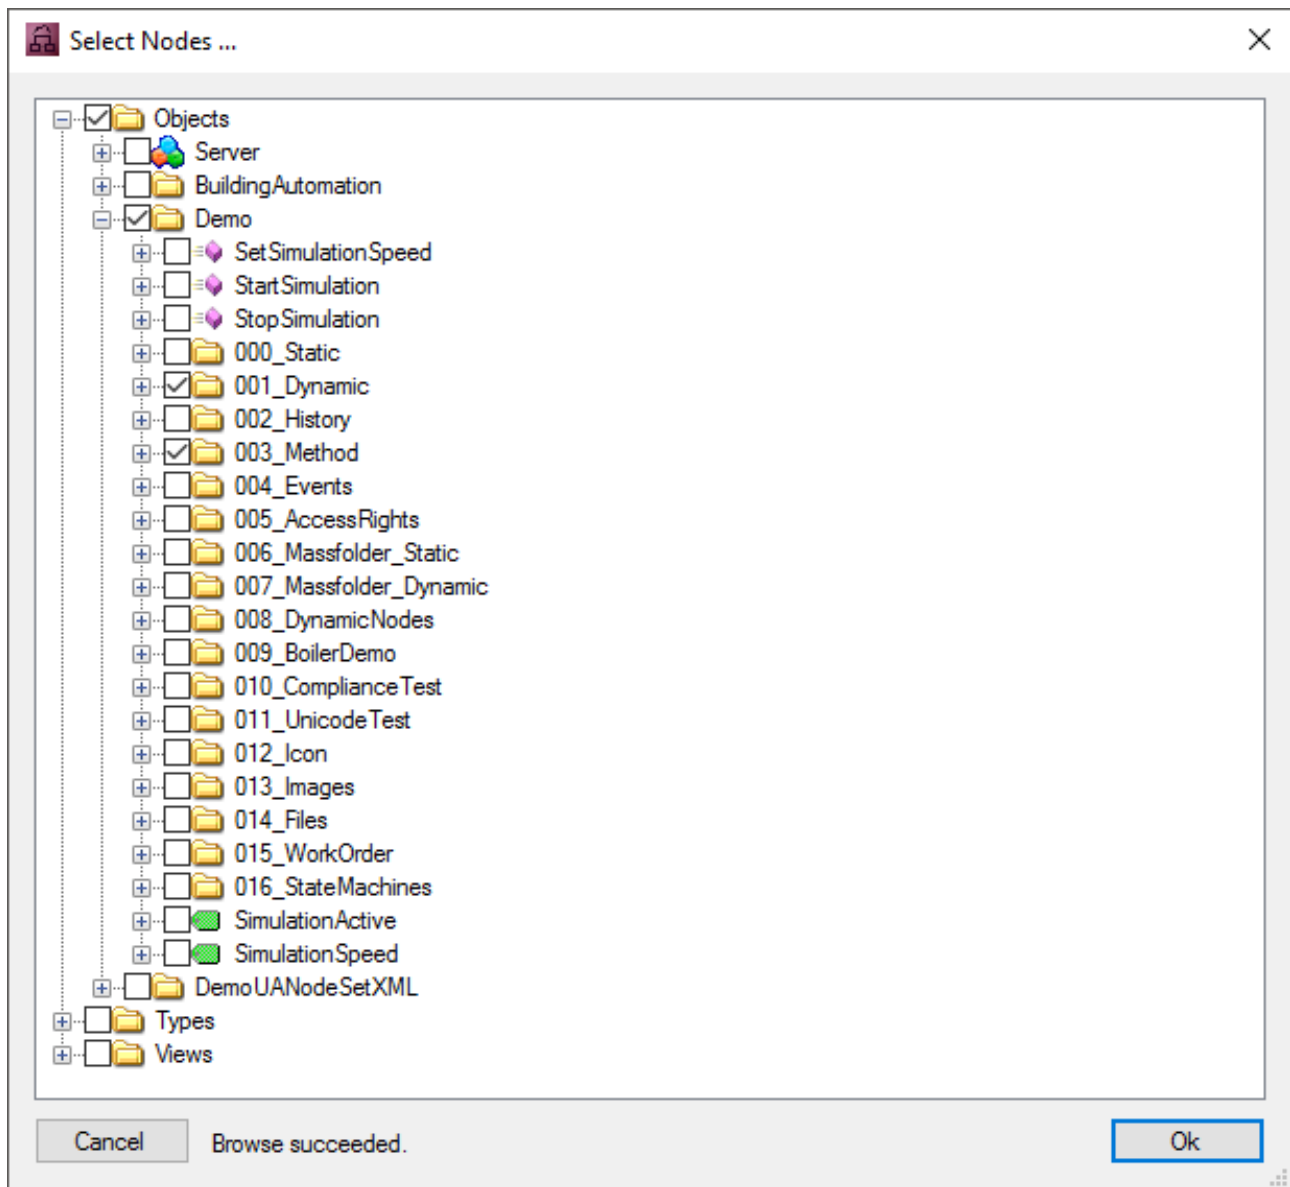 Select Nodes ...
Objects
Server
BuildingAutomation
Demo
SetSimulationSpeed
StartSimulation
StopSimulation
000_Static
001_Dynamic
002_History
003_Method
004_Events
005_AccessRights
006_Massfolder_Static
007_Massfolder_Dynamic
008_DynamicNodes
009_BoilerDemo
010_ComplianceTest
011_UnicodeTest
012_Icon
013_Images
014_Files
015_WorkOrder
016_StateMachines
SimulationActive
SimulationSpeed
DemoUANodeSetXML
Types
Views
Cancel Browse succeeded. Ok